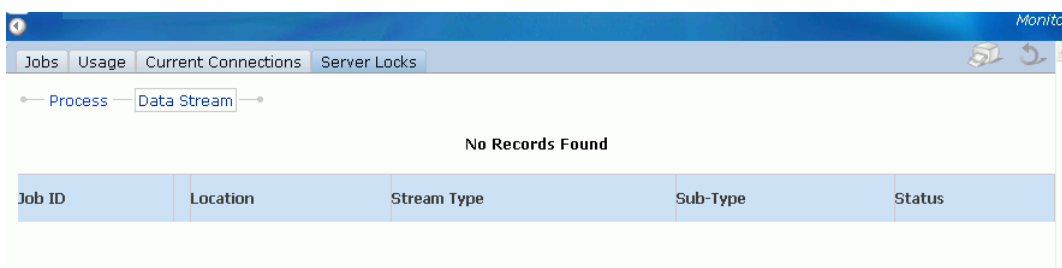 Jobs Usage Current Connections Server Locks
Process Data Stream
No Records Found
Job ID Location Stream Type Sub-Type Status